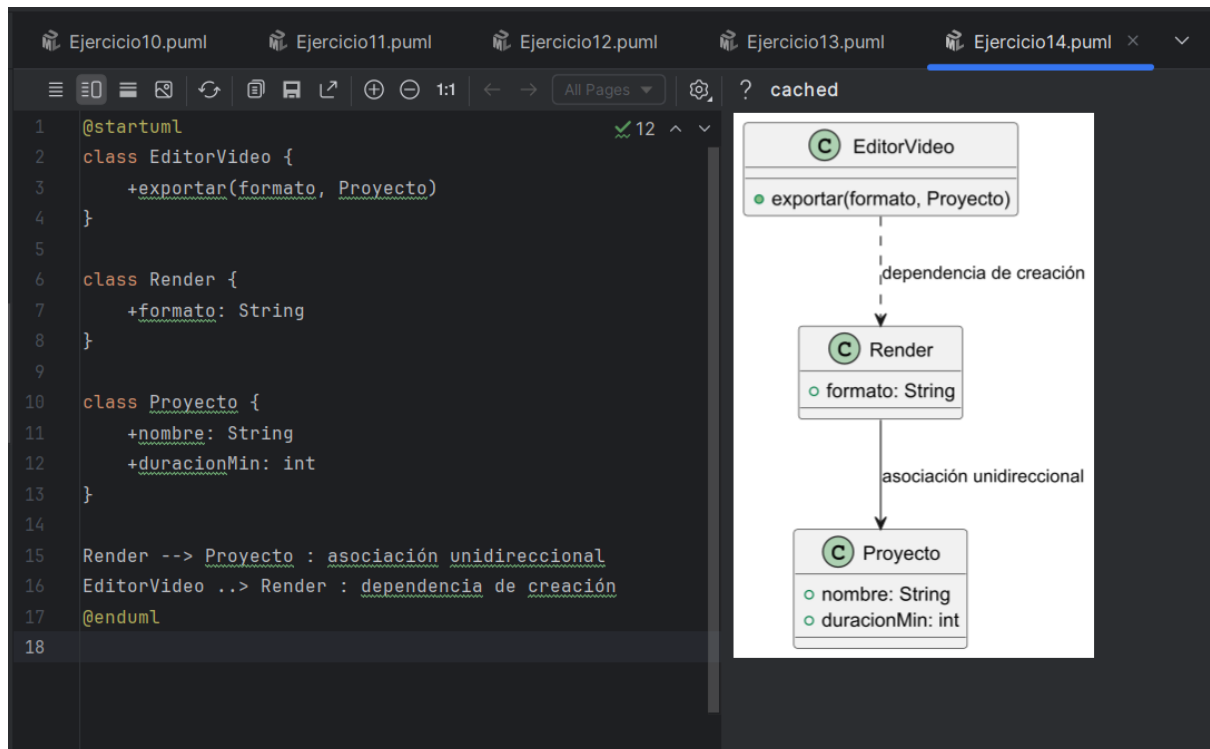 Ejercicio10.puml
Ejercicio11.puml
Ejercicio12.puml
Ejercicio13.puml
Ejercicio14.puml
1:1
All Pages
? cached
12
1 @startuml
2 class EditorVideo {
3 +exportar(formato, Proyecto)
4 }
5
6 class Render {
7 +formato: String
8 }
9
10 class Proyecto {
11 +nombre: String
12 +duracionMin: int
13 }
14
15 Render --> Proyecto : asociación unidireccional
16 EditorVideo ..> Render : dependencia de creación
17 @enduml
18
C EditorVideo
exportar(formato, Proyecto)
dependencia de creación
C Render
formato: String
asociación unidireccional
C Proyecto
nombre: String
duracionMin: int